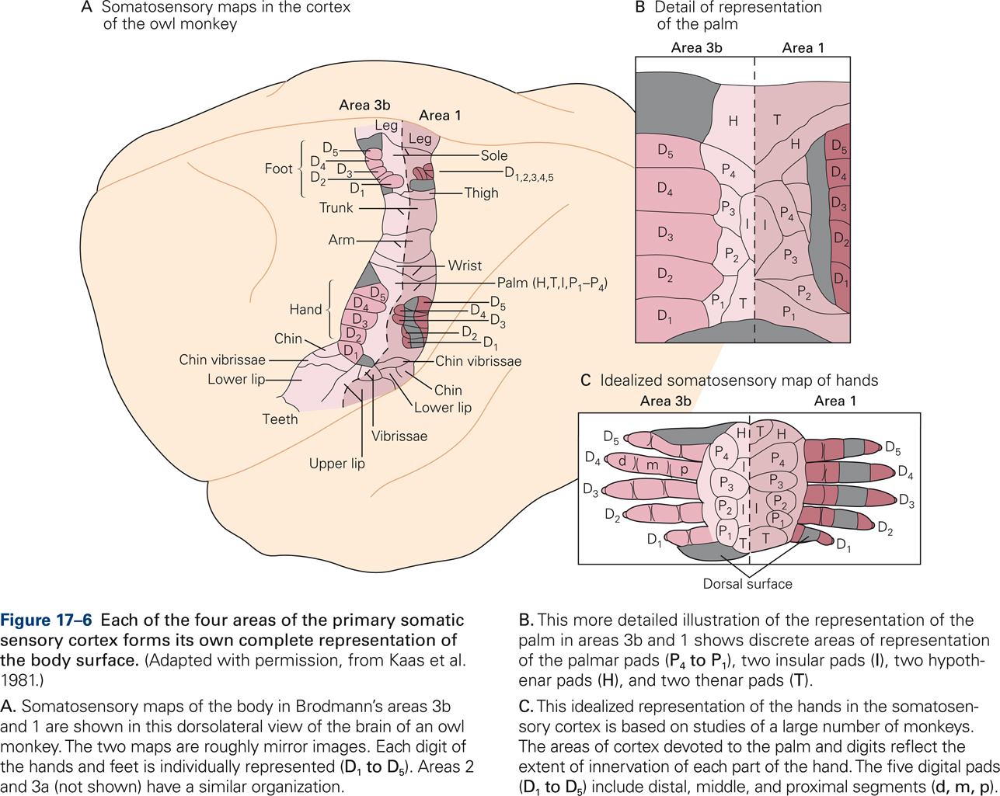 A Somatosensory maps in the cortex
of the owl monkey
Area 3b
Area 1
Leg
Leg
Foot
D5
D4
D3
D2
D1
Sole
D1,2,3,4,5
Thigh
Trunk
Arm
Wrist
Palm (H,T,I,P1–P4)
Hand
D5
D4
D3
D2
D1
D5
D4
D3
D2
D1
Chin
Chin vibrissae
Lower lip
Teeth
Chin vibrissae
Chin
Lower lip
Vibrissae
Upper lip
B Detail of representation
of the palm
Area 3b Area 1
H T
H
D5 D5
P4 D4
D4
P3 I I P4 D3
D3 D2
P2 P3
D2 D1
P1 T P2
D1 P1
C Idealized somatosensory map of hands
Area 3b Area 1
D5 H T H D5
D4 d m p P4 I P4 D4
D3 P3 P3 D3
D2 P2 I I P2 D2
P1 P1
D1 T T D1
Dorsal surface
Figure 17–6 Each of the four areas of the primary somatic
sensory cortex forms its own complete representation of
the body surface. (Adapted with permission, from Kaas et al.
1981.)
A. Somatosensory maps of the body in Brodmann's areas 3b
and 1 are shown in this dorsolateral view of the brain of an owl
monkey. The two maps are roughly mirror images. Each digit of
the hands and feet is individually represented (D1 to D5). Areas 2
and 3a (not shown) have a similar organization.
B. This more detailed illustration of the representation of the
palm in areas 3b and 1 shows discrete areas of representation
of the palmar pads (P4 to P1), two insular pads (I), two hypoth-
enar pads (H), and two thenar pads (T).
C. This idealized representation of the hands in the somatosen-
sory cortex is based on studies of a large number of monkeys.
The areas of cortex devoted to the palm and digits reflect the
extent of innervation of each part of the hand. The five digital pads
(D1 to D5) include distal, middle, and proximal segments (d, m, p).